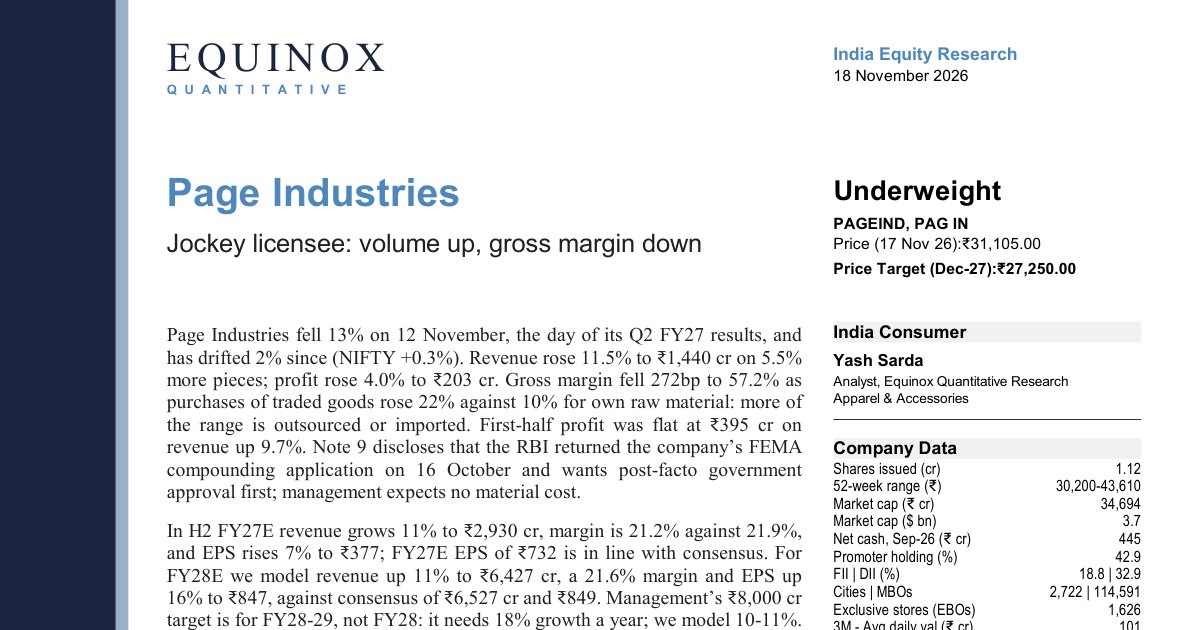 EQUINOX
QUANTITATIVE
India Equity Research
18 November 2026
Page Industries
Jockey licensee: volume up, gross margin down
Page Industries fell 13% on 12 November, the day of its Q2 FY27 results, and
has drifted 2% since (NIFTY +0.3%). Revenue rose 11.5% to ₹1,440 cr on 5.5%
more pieces; profit rose 4.0% to ₹203 cr. Gross margin fell 272bp to 57.2% as
purchases of traded goods rose 22% against 10% for own raw material: more of
the range is outsourced or imported. First-half profit was flat at ₹395 cr on
revenue up 9.7%. Note 9 discloses that the RBI returned the company’s FEMA
compounding application on 16 October and wants post-facto government
approval first; management expects no material cost.
In H2 FY27E revenue grows 11% to ₹2,930 cr, margin is 21.2% against 21.9%,
and EPS rises 7% to ₹377; FY27E EPS of ₹732 is in line with consensus. For
FY28E we model revenue up 11% to ₹6,427 cr, a 21.6% margin and EPS up
16% to ₹847, against consensus of ₹6,527 cr and ₹849. Management’s ₹8,000 cr
target is for FY28-29, not FY28: it needs 18% growth a year; we model 10-11%.
Underweight
PAGEIND, PAG IN
Price (17 Nov 26):₹31,105.00
Price Target (Dec-27):₹27,250.00
India Consumer
Yash Sarda
Analyst, Equinox Quantitative Research
Apparel & Accessories
Company Data
Shares issued (cr) 1.12
52-week range (₹) 30,200-43,610
Market cap (₹ cr) 34,694
Market cap ($ bn) 3.7
Net cash, Sep-26 (₹ cr) 445
Promoter holding (%) 42.9
FII | DII (%) 18.8 | 32.9
Cities | MBOs 2,722 | 114,591
Exclusive stores (EBOs) 1,626
3M - Avg daily val (₹ cr) 101